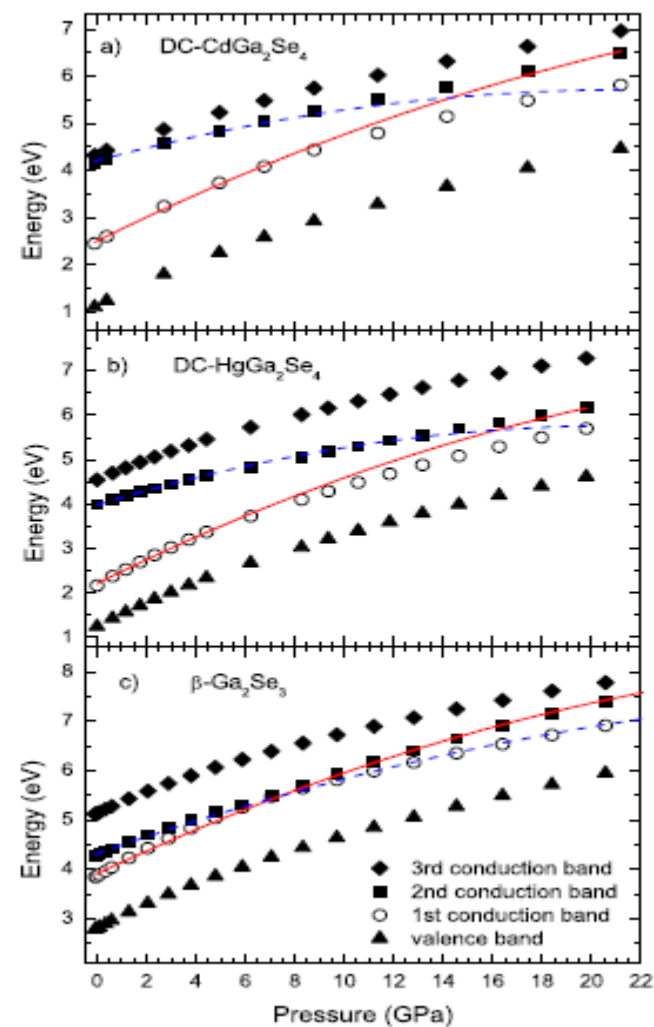 a) DC-CdGa₂Se₄
7
6
5
4
3
2
1
Energy (eV)
b) DC-HgGa₂Se₄
7
6
5
4
3
2
1
Energy (eV)
c) β-Ga₂Se₃
8
7
6
5
4
3
Energy (eV)
3rd conduction band
2nd conduction band
1st conduction band
valence band
0 2 4 6 8 10 12 14 16 18 20 22
Pressure (GPa)